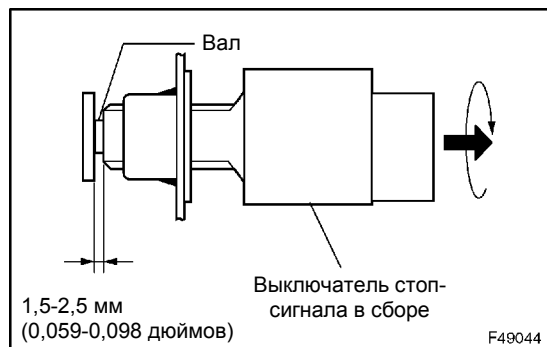 Вал
Выключатель стоп-
сигнала в сборе
1,5-2,5 мм
(0,059-0,098 дюймов)
F49044